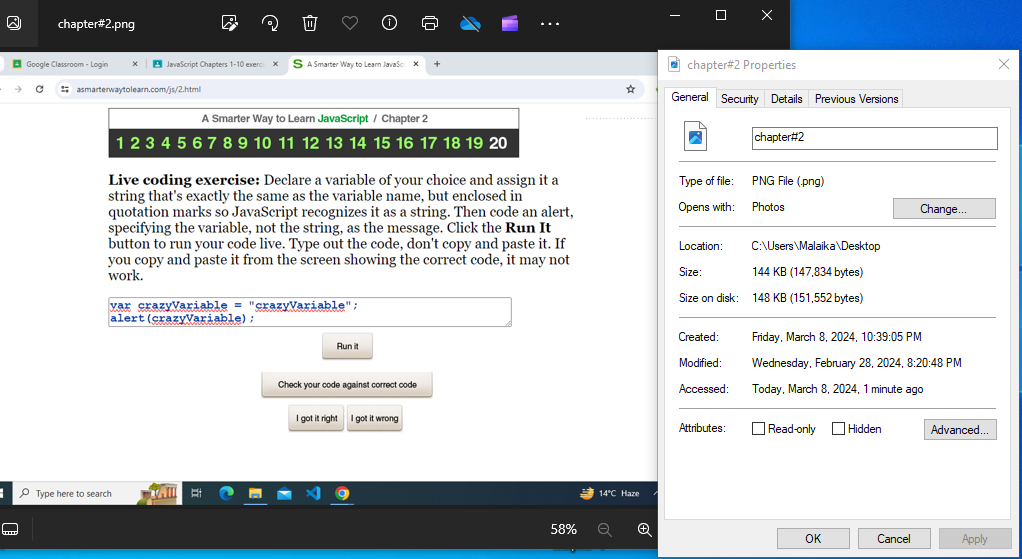 chapter#2.png
Google Classroom - Login
JavaScript Chapters 1-10 exerci
A Smarter Way to Learn JavaSc
asmarterwaytolearn.com/js/2.html
A Smarter Way to Learn JavaScript / Chapter 2
1 2 3 4 5 6 7 8 9 10 11 12 13 14 15 16 17 18 19 20
Live coding exercise: Declare a variable of your choice and assign it a
string that's exactly the same as the variable name, but enclosed in
quotation marks so JavaScript recognizes it as a string. Then code an alert,
specifying the variable, not the string, as the message. Click the Run It
button to run your code live. Type out the code, don't copy and paste it. If
you copy and paste it from the screen showing the correct code, it may not
work.
var crazyVariable = "crazyVariable";
alert(crazyVariable);
Run it
Check your code against correct code
I got it right I got it wrong
Type here to search
14°C Haze
58%
chapter#2 Properties
General Security Details Previous Versions
chapter#2
Type of file: PNG File (.png)
Opens with: Photos Change...
Location: C:\Users\Malaika\Desktop
Size: 144 KB (147,834 bytes)
Size on disk: 148 KB (151,552 bytes)
Created: Friday, March 8, 2024, 10:39:05 PM
Modified: Wednesday, February 28, 2024, 8:20:48 PM
Accessed: Today, March 8, 2024, 1 minute ago
Attributes: Read-only Hidden Advanced...
OK Cancel Apply